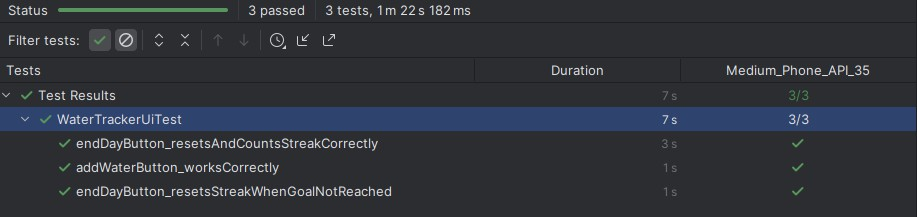 Status 3 passed 3 tests, 1 m 22 s 182 ms
Filter tests:
Tests Duration Medium_Phone_API_35
Test Results 7 s 3/3
WaterTrackerUiTest 7 s 3/3
endDayButton_resetsAndCountsStreakCorrectly 3 s
addWaterButton_worksCorrectly 1 s
endDayButton_resetsStreakWhenGoalNotReached 1 s